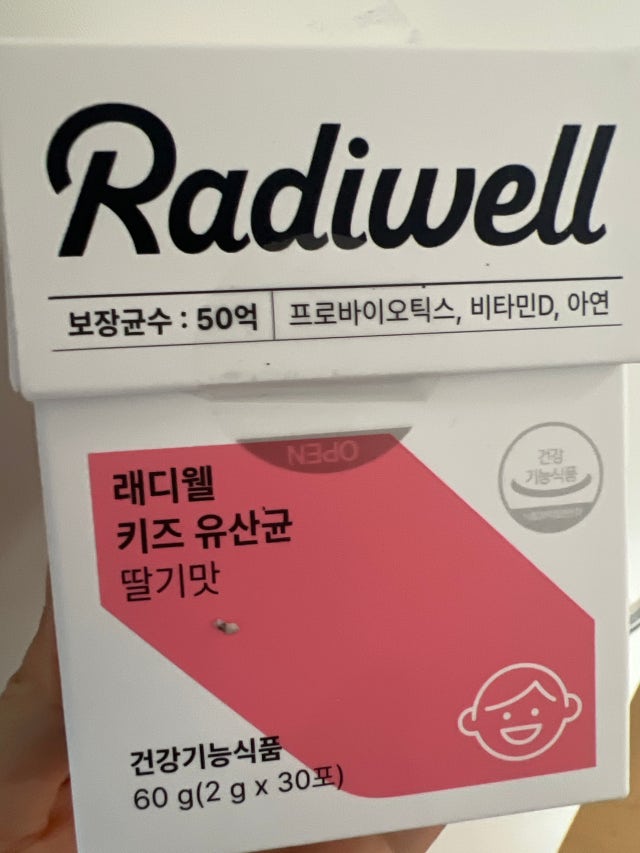 Radiwell
보장균수 : 50억
프로바이오틱스, 비타민D, 아연
OPEN
건강
기능식품
래디웰
키즈 유산균
딸기맛
건강기능식품
60 g(2 g x 30포)